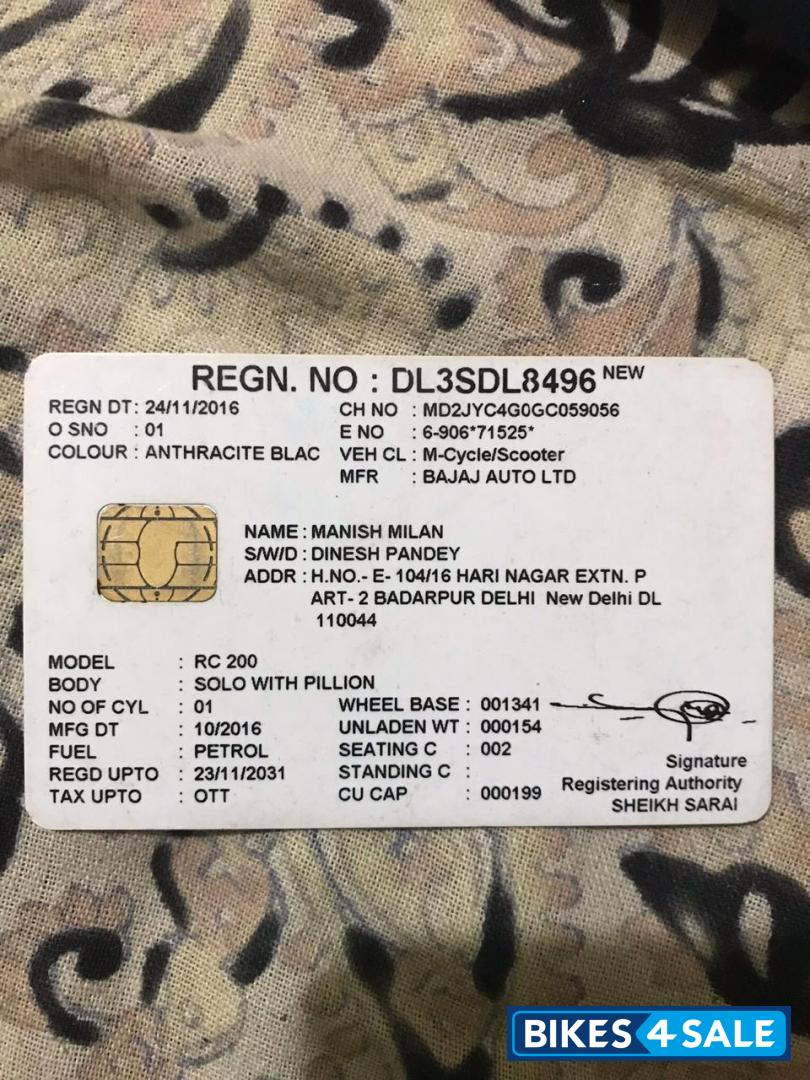 REGN. NO : DL3SDL8496 NEW
REGN DT: 24/11/2016 CH NO : MD2JYC4G0GC059056
O SNO : 01 E NO : 6-906*71525*
COLOUR : ANTHRACITE BLAC VEH CL : M-Cycle/Scooter
MFR : BAJAJ AUTO LTD
NAME : MANISH MILAN
S/W/D : DINESH PANDEY
ADDR : H.NO.- E- 104/16 HARI NAGAR EXTN. P
ART- 2 BADARPUR DELHI New Delhi DL
110044
MODEL : RC 200
BODY : SOLO WITH PILLION
NO OF CYL : 01 WHEEL BASE : 001341
MFG DT : 10/2016 UNLADEN WT : 000154
FUEL : PETROL SEATING C : 002
REGD UPTO : 23/11/2031 STANDING C :
TAX UPTO : OTT CU CAP : 000199
Signature
Registering Authority
SHEIKH SARAI
BIKES4SALE